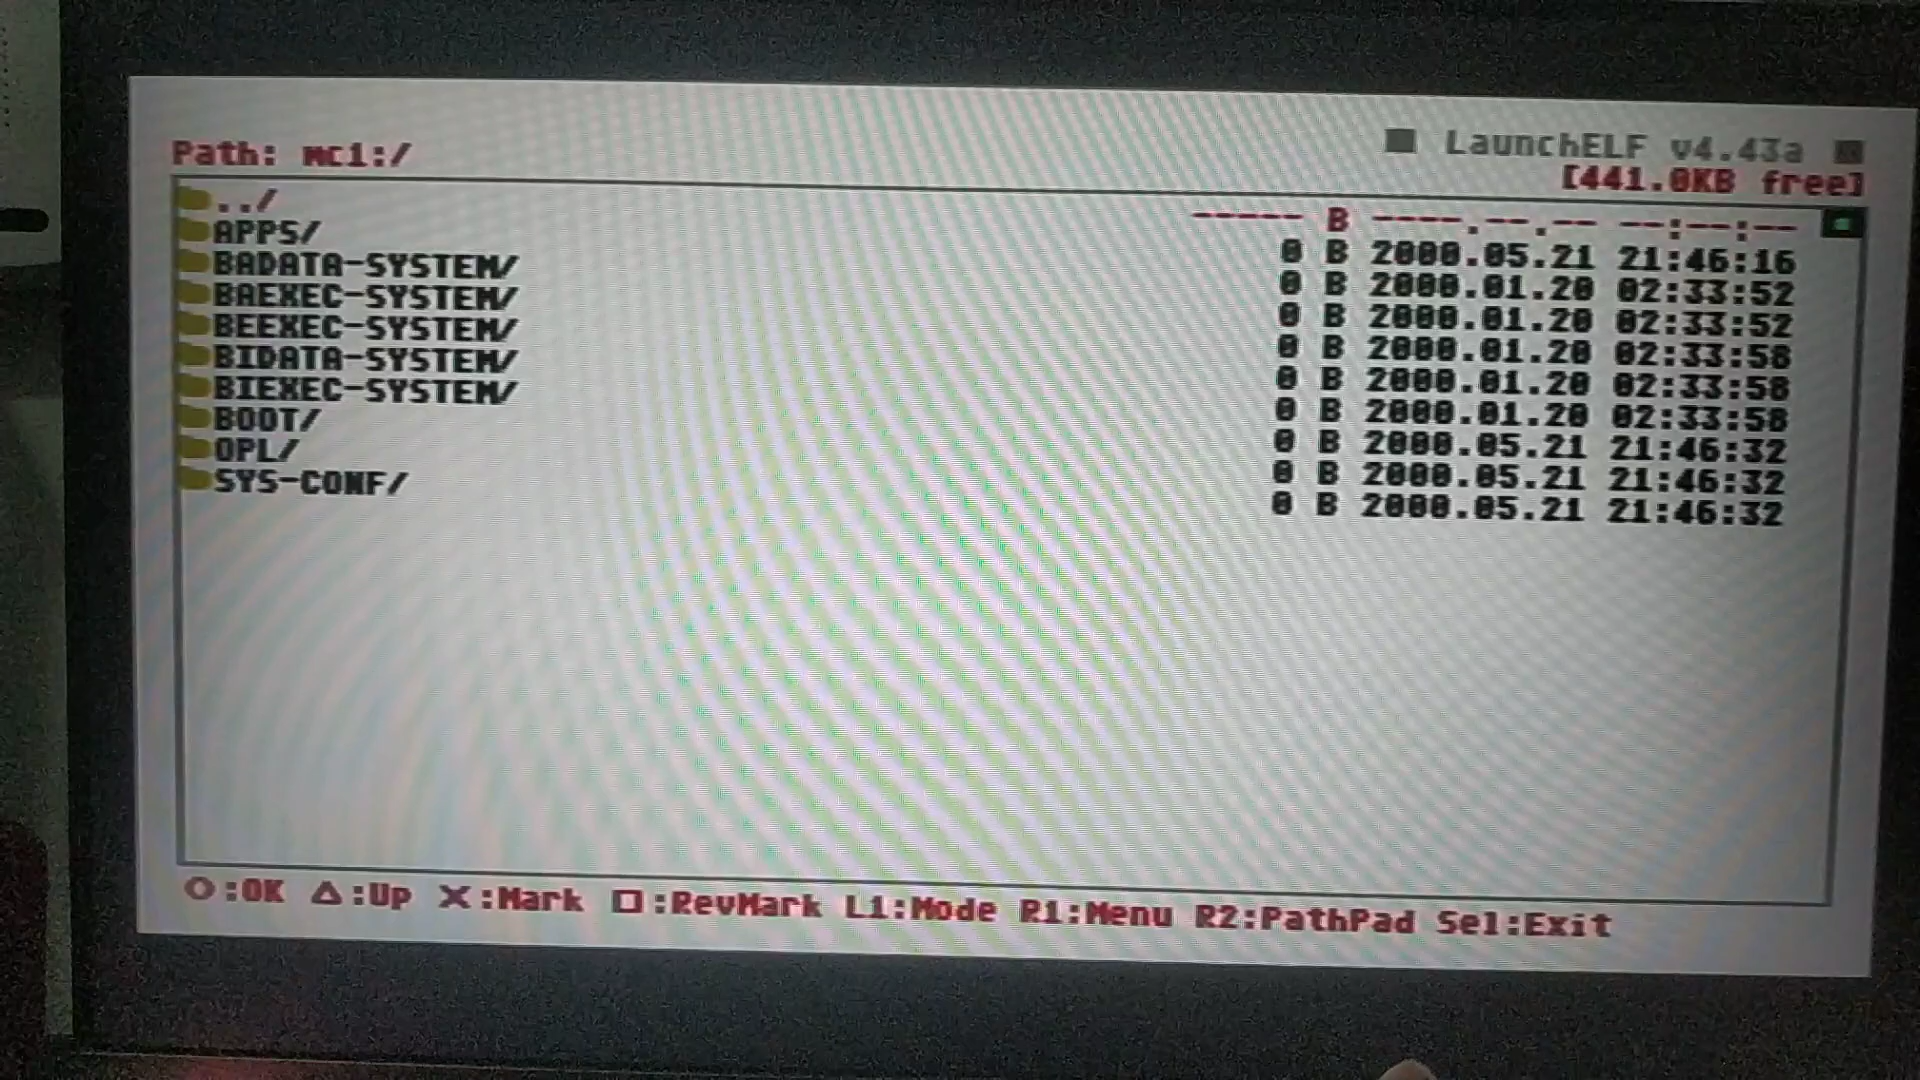 LaunchELF v4.43a
Path: mc1:/
[441.0KB free]
../ ----- B ----.--.-- --:--:--
APPS/ 0 B 2000.05.21 21:46:16
BADATA-SYSTEM/ 0 B 2000.01.20 02:33:52
BAEXEC-SYSTEM/ 0 B 2000.01.20 02:33:52
BEEXEC-SYSTEM/ 0 B 2000.01.20 02:33:58
BIDATA-SYSTEM/ 0 B 2000.01.20 02:33:58
BIEXEC-SYSTEM/ 0 B 2000.01.20 02:33:58
BOOT/ 0 B 2000.05.21 21:46:32
OPL/ 0 B 2000.05.21 21:46:32
SYS-CONF/ 0 B 2000.05.21 21:46:32
○:OK △:Up ×:Mark □:RevMark L1:Mode R1:Menu R2:PathPad Sel:Exit